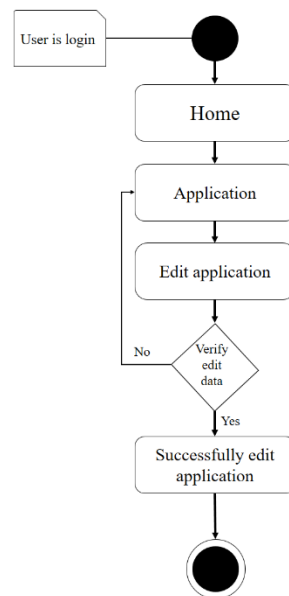 User is login
Home
Application
Edit application
Verify
edit
data
No
Yes
Successfully edit
application